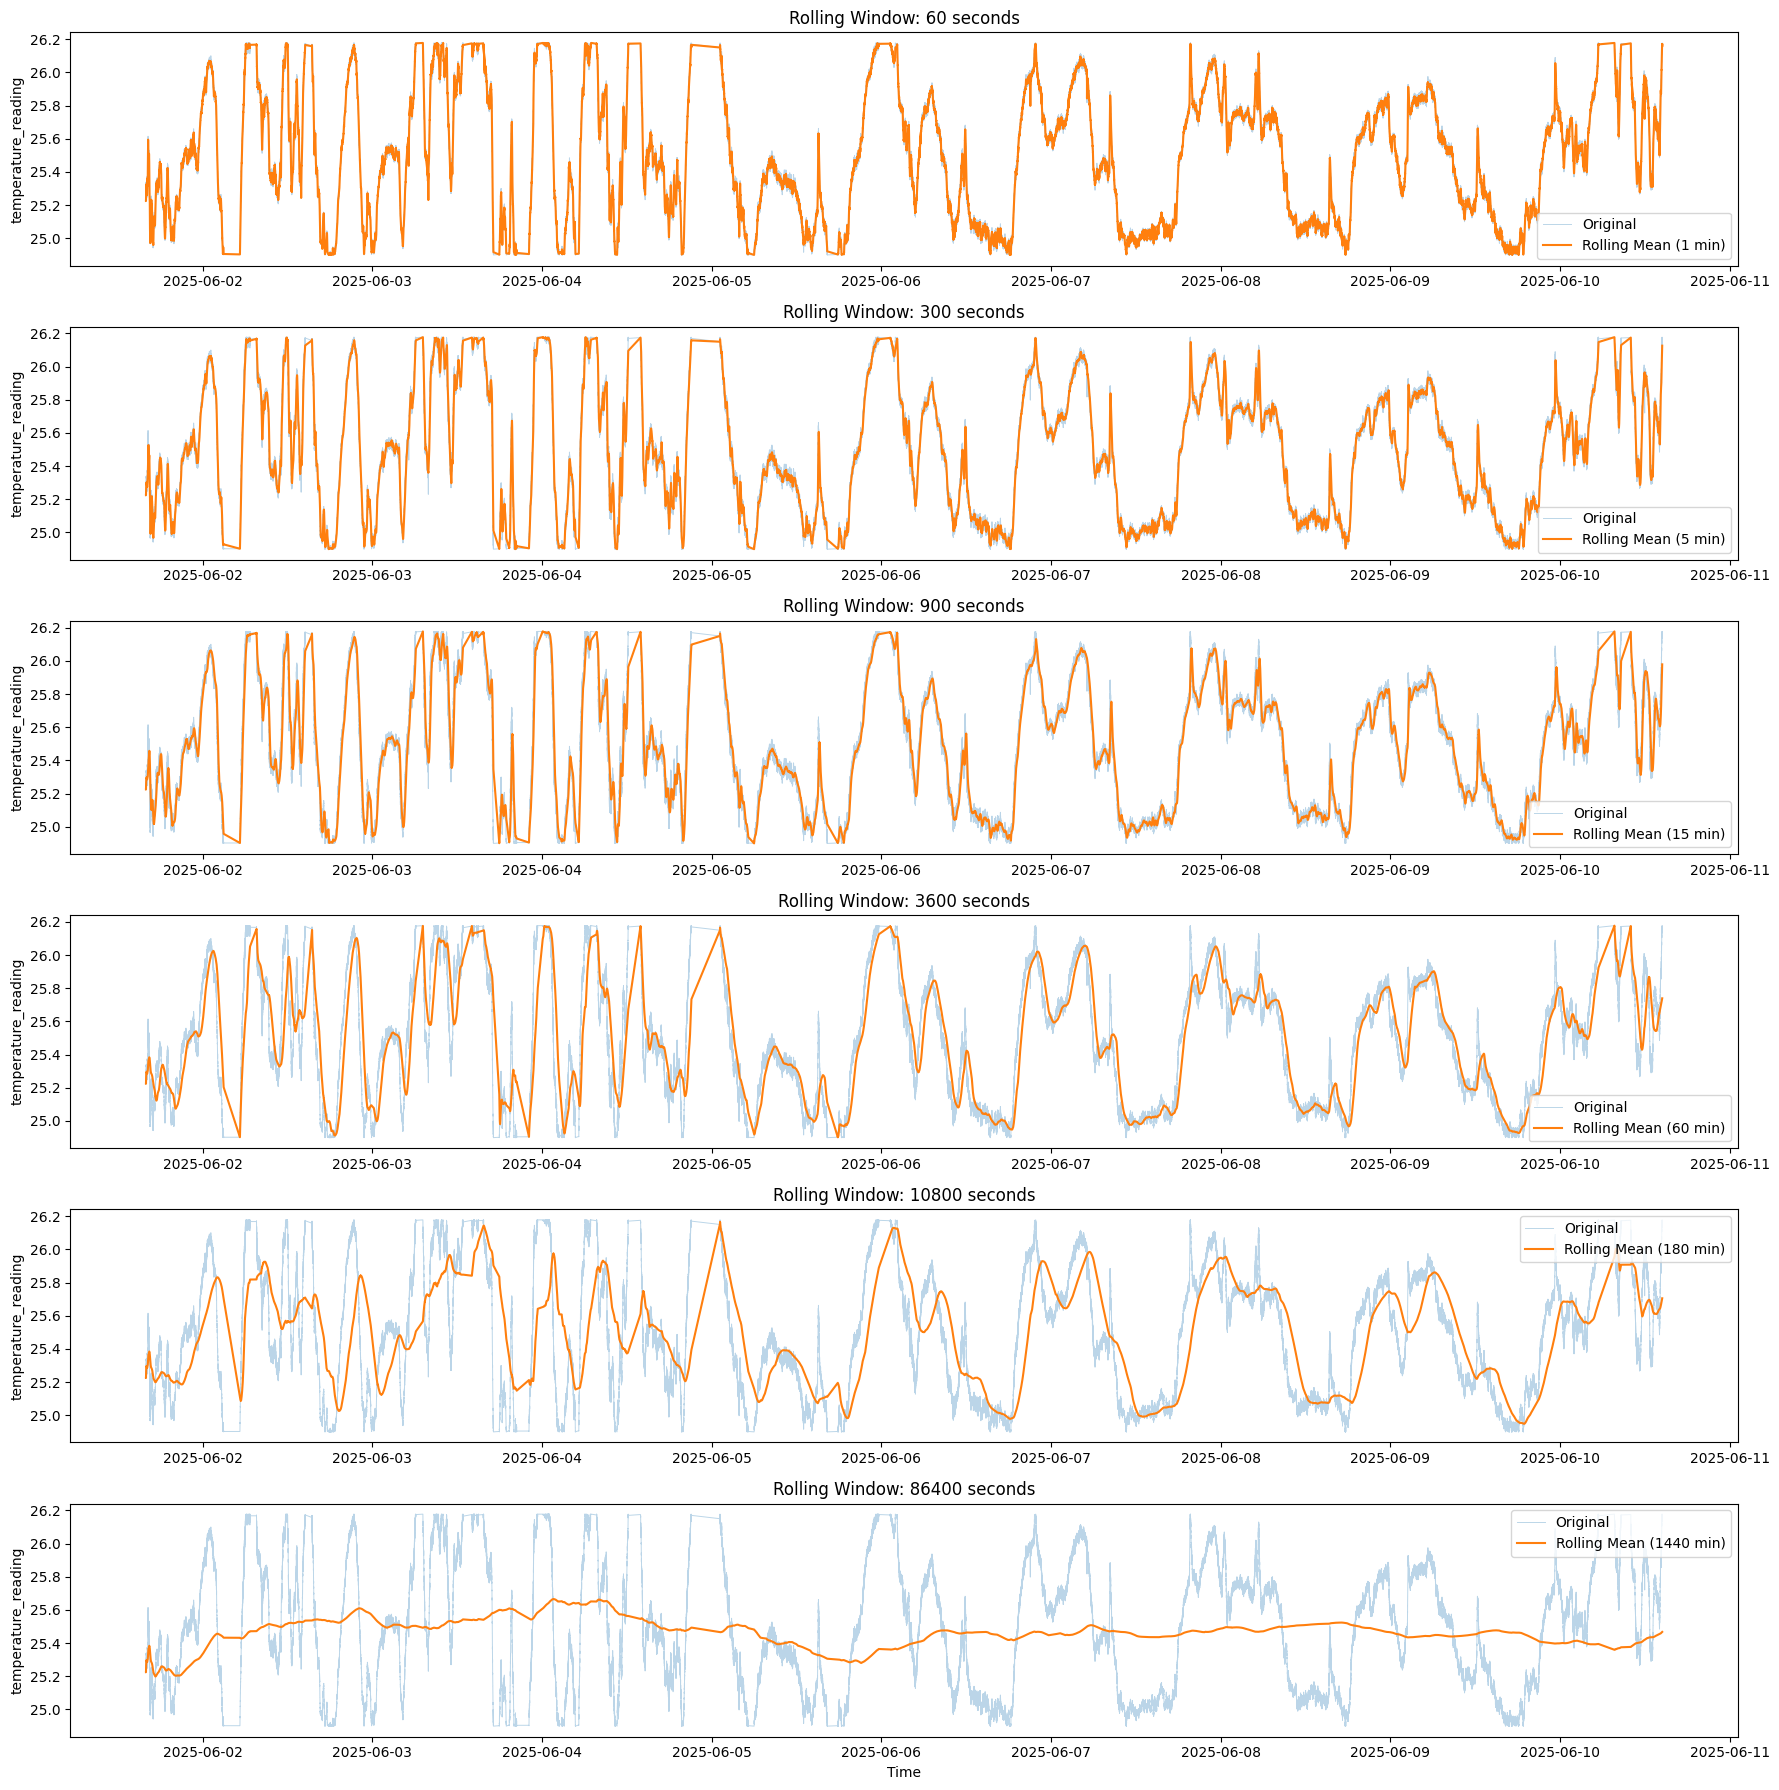 Rolling Window: 60 seconds
temperature_reading
26.2
26.0
25.8
25.6
25.4
25.2
25.0
Original
Rolling Mean (1 min)
2025-06-02 2025-06-03 2025-06-04 2025-06-05 2025-06-06 2025-06-07 2025-06-08 2025-06-09 2025-06-10 2025-06-11
Rolling Window: 300 seconds
temperature_reading
26.2
26.0
25.8
25.6
25.4
25.2
25.0
Original
Rolling Mean (5 min)
2025-06-02 2025-06-03 2025-06-04 2025-06-05 2025-06-06 2025-06-07 2025-06-08 2025-06-09 2025-06-10 2025-06-11
Rolling Window: 900 seconds
temperature_reading
26.2
26.0
25.8
25.6
25.4
25.2
25.0
Original
Rolling Mean (15 min)
2025-06-02 2025-06-03 2025-06-04 2025-06-05 2025-06-06 2025-06-07 2025-06-08 2025-06-09 2025-06-10 2025-06-11
Rolling Window: 3600 seconds
temperature_reading
26.2
26.0
25.8
25.6
25.4
25.2
25.0
Original
Rolling Mean (60 min)
2025-06-02 2025-06-03 2025-06-04 2025-06-05 2025-06-06 2025-06-07 2025-06-08 2025-06-09 2025-06-10 2025-06-11
Rolling Window: 10800 seconds
temperature_reading
26.2
26.0
25.8
25.6
25.4
25.2
25.0
Original
Rolling Mean (180 min)
2025-06-02 2025-06-03 2025-06-04 2025-06-05 2025-06-06 2025-06-07 2025-06-08 2025-06-09 2025-06-10 2025-06-11
Rolling Window: 86400 seconds
temperature_reading
26.2
26.0
25.8
25.6
25.4
25.2
25.0
Original
Rolling Mean (1440 min)
2025-06-02 2025-06-03 2025-06-04 2025-06-05 2025-06-06 2025-06-07 2025-06-08 2025-06-09 2025-06-10 2025-06-11
Time